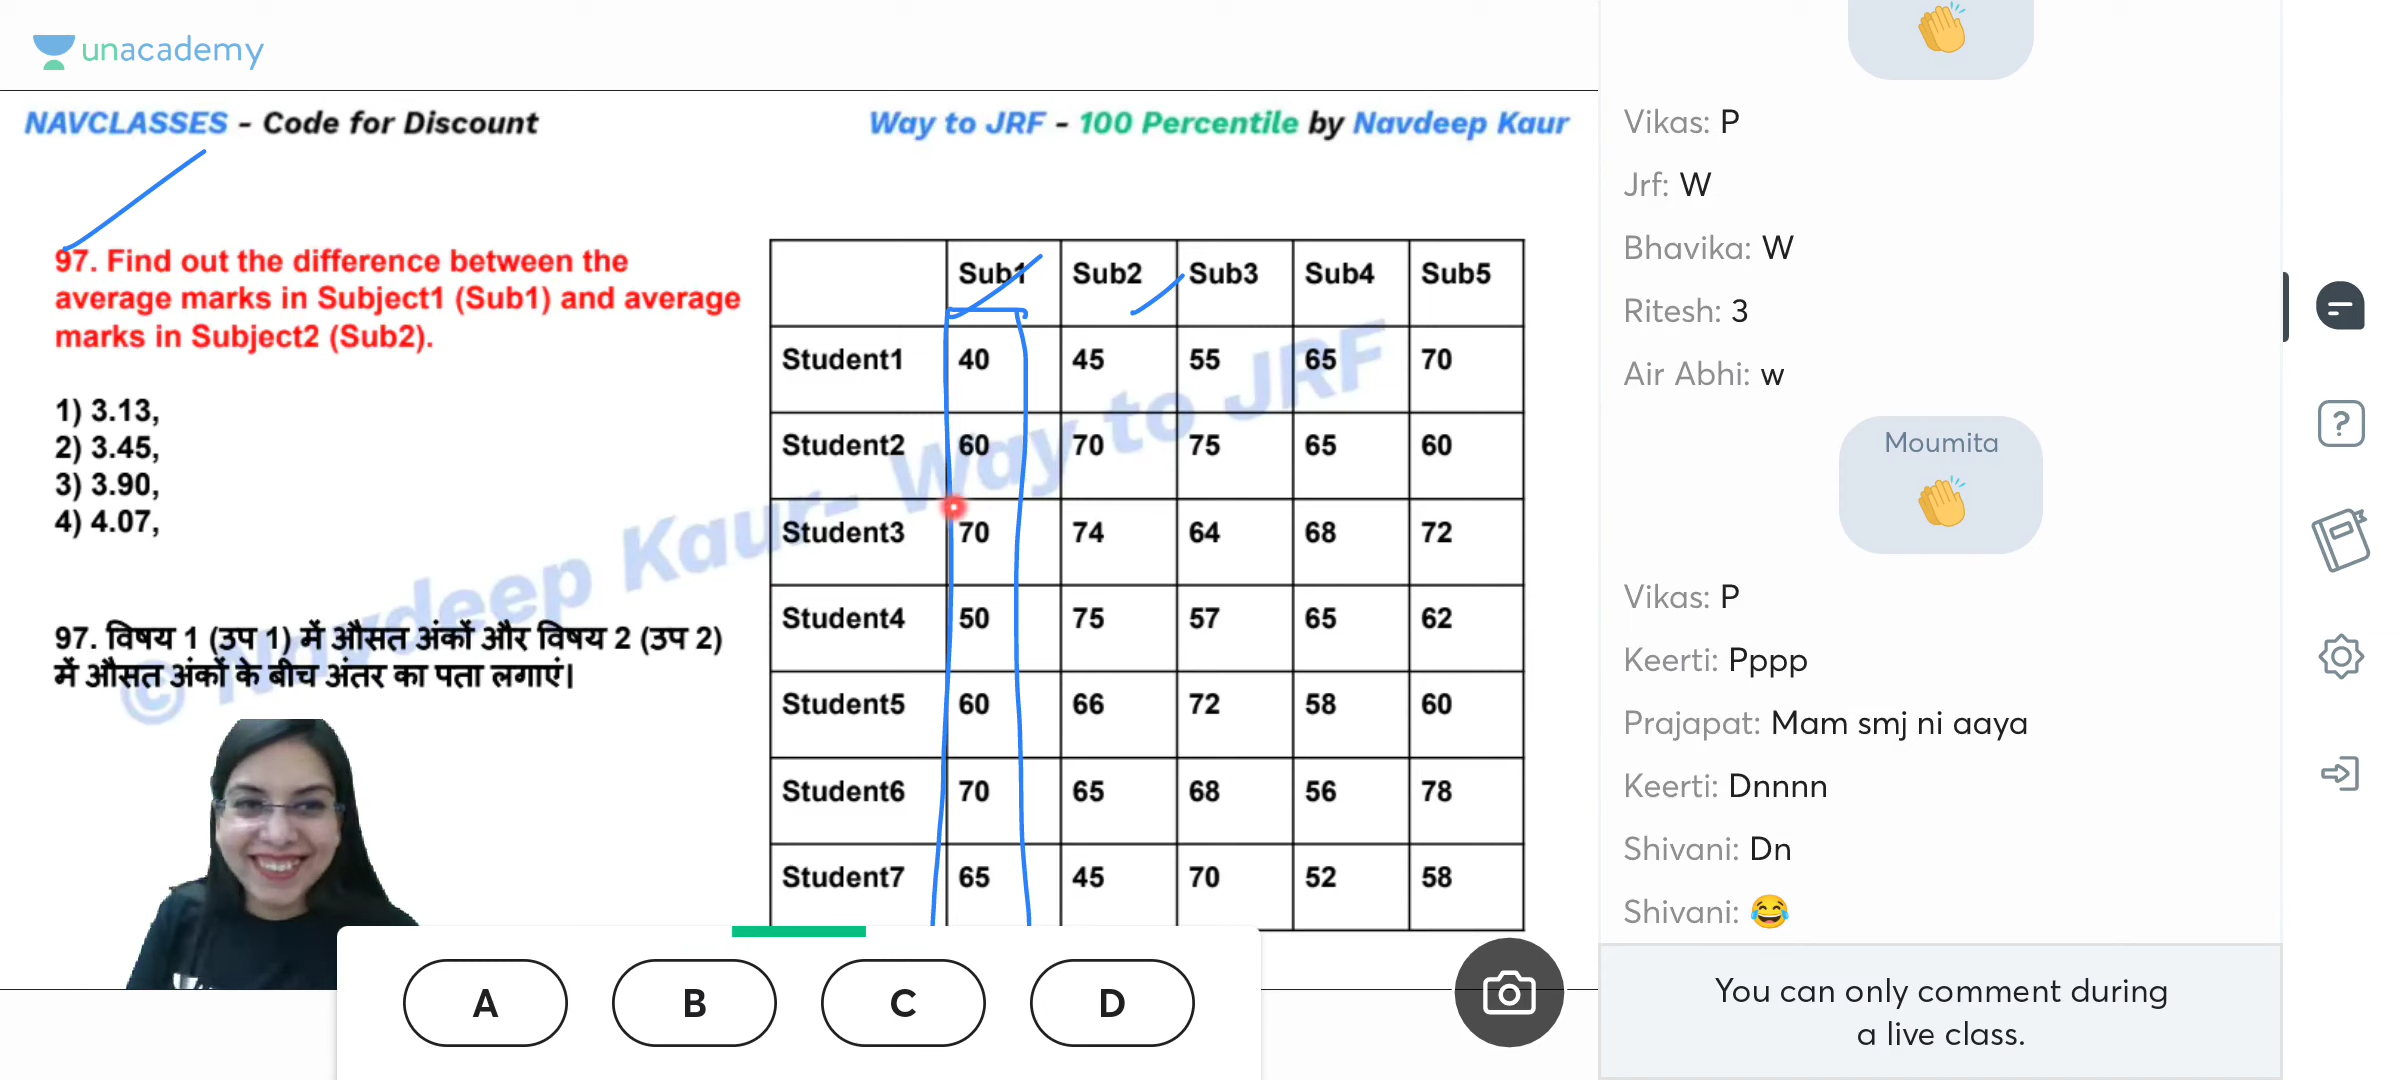 unacademy
NAVCLASSES - Code for Discount
Way to JRF - 100 Percentile by Navdeep Kaur
97. Find out the difference between the
average marks in Subject1 (Sub1) and average
marks in Subject2 (Sub2).
1) 3.13,
2) 3.45,
3) 3.90,
4) 4.07,
97. विषय 1 (उप 1) में औसत अंकों और विषय 2 (उप 2)
में औसत अंकों के बीच अंतर का पता लगाएं।
Sub1 Sub2 Sub3 Sub4 Sub5
Student1 40 45 55 65 70
Student2 60 70 75 65 60
Student3 70 74 64 68 72
Student4 50 75 57 65 62
Student5 60 66 72 58 60
Student6 70 65 68 56 78
Student7 65 45 70 52 58
© Navdeep Kaur- Way to JRF
A B C D
Vikas: P
Jrf: W
Bhavika: W
Ritesh: 3
Air Abhi: w
Moumita
Vikas: P
Keerti: Pppp
Prajapat: Mam smj ni aaya
Keerti: Dnnnn
Shivani: Dn
Shivani: 😂
You can only comment during
a live class.
?